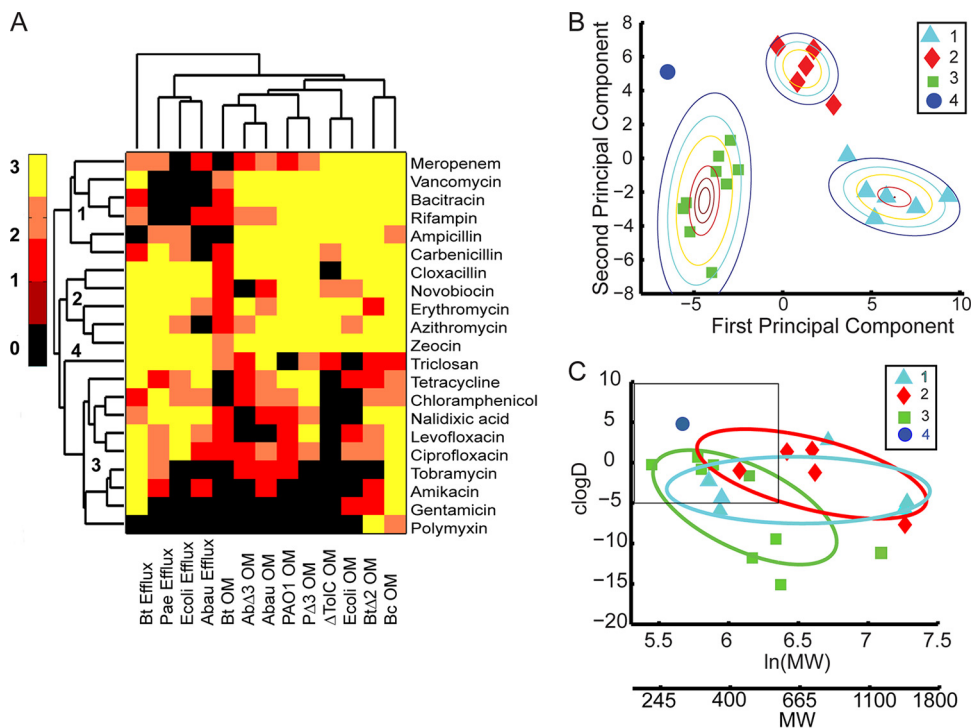 A
3
2
1
0
1
2
4
3
Meropenem
Vancomycin
Bacitracin
Rifampin
Ampicillin
Carbenicillin
Cloxacillin
Novobiocin
Erythromycin
Azithromycin
Zeocin
Triclosan
Tetracycline
Chloramphenicol
Nalidixic acid
Levofloxacin
Ciprofloxacin
Tobramycin
Amikacin
Gentamicin
Polymyxin
Bt Efflux
Pae Efflux
Ecoli Efflux
Abau Efflux
Bt OM
AbΔ3 OM
Abau OM
PAO1 OM
PΔ3 OM
ΔTolC OM
Ecoli OM
BtΔ2 OM
Bc OM
B
Second Principal Component
8
6
4
2
0
−2
−4
−6
−8
−5 0 5 10
First Principal Component
1
2
3
4
C
clogD
10
5
0
−5
−10
−15
−20
5.5 6 6.5 7 7.5
ln(MW)
245 400 665 1100 1800
MW
1
2
3
4